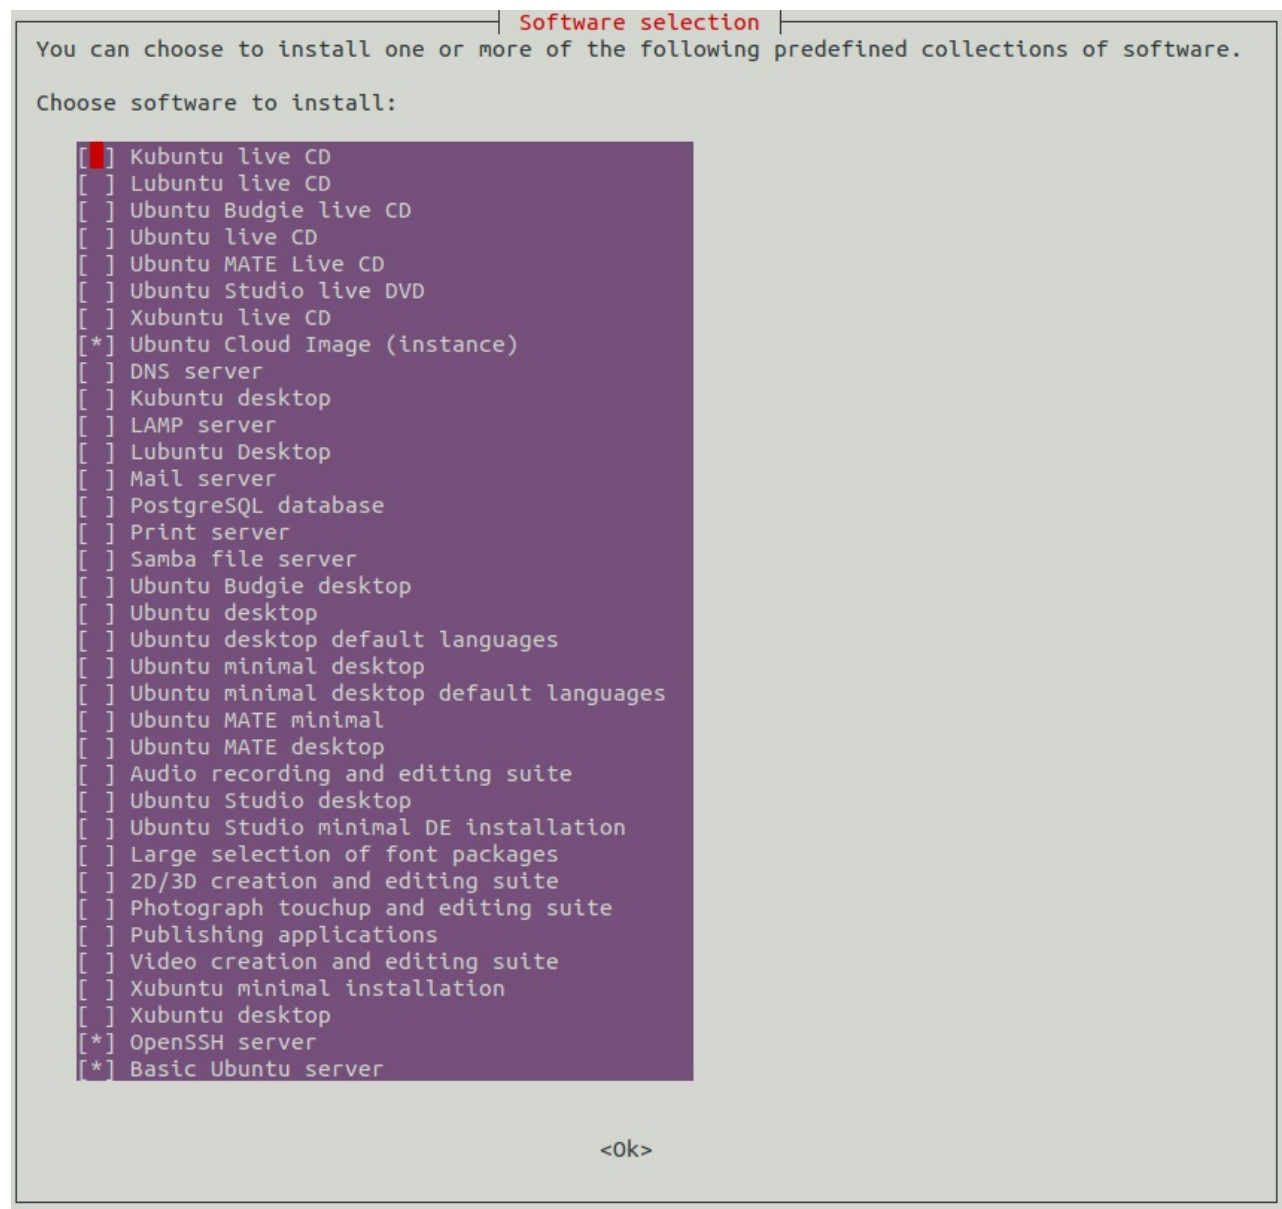 Software selection
You can choose to install one or more of the following predefined collections of software.
Choose software to install:
[ ] Kubuntu live CD
[ ] Lubuntu live CD
[ ] Ubuntu Budgie live CD
[ ] Ubuntu live CD
[ ] Ubuntu MATE Live CD
[ ] Ubuntu Studio live DVD
[ ] Xubuntu live CD
[*] Ubuntu Cloud Image (instance)
[ ] DNS server
[ ] Kubuntu desktop
[ ] LAMP server
[ ] Lubuntu Desktop
[ ] Mail server
[ ] PostgreSQL database
[ ] Print server
[ ] Samba file server
[ ] Ubuntu Budgie desktop
[ ] Ubuntu desktop
[ ] Ubuntu desktop default languages
[ ] Ubuntu minimal desktop
[ ] Ubuntu minimal desktop default languages
[ ] Ubuntu MATE minimal
[ ] Ubuntu MATE desktop
[ ] Audio recording and editing suite
[ ] Ubuntu Studio desktop
[ ] Ubuntu Studio minimal DE installation
[ ] Large selection of font packages
[ ] 2D/3D creation and editing suite
[ ] Photograph touchup and editing suite
[ ] Publishing applications
[ ] Video creation and editing suite
[ ] Xubuntu minimal installation
[ ] Xubuntu desktop
[*] OpenSSH server
[*] Basic Ubuntu server
<Ok>